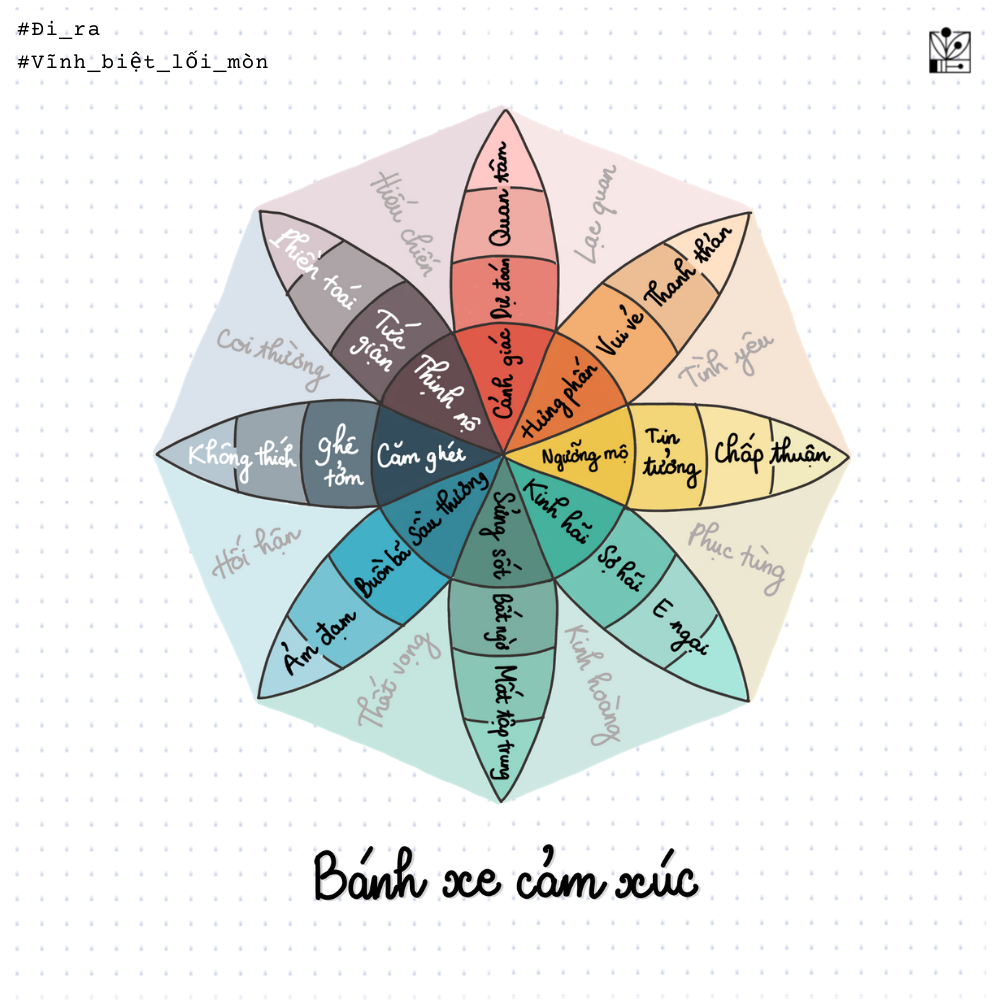 #Đi_ra
#Vĩnh_biệt_lối_mòn
Quan tâm
Dự đoán
Cảnh giác
Lạc quan
Thanh thản
Vui vẻ
Hưng phấn
Tình yêu
Chấp thuận
Tin
tưởng
Ngưỡng mộ
Phục tùng
E ngại
Sợ hãi
Kinh hãi
Kinh hoàng
Mất tập trung
Bất ngờ
Sửng sốt
Thất vọng
Ảm đạm
Buồn bã
Sầu thương
Hối hận
Không thích
ghê
tởm
Căm ghét
Coi thường
Phiền toái
Tức
giận
Thịnh nộ
Hiếu chiến
Bánh xe cảm xúc